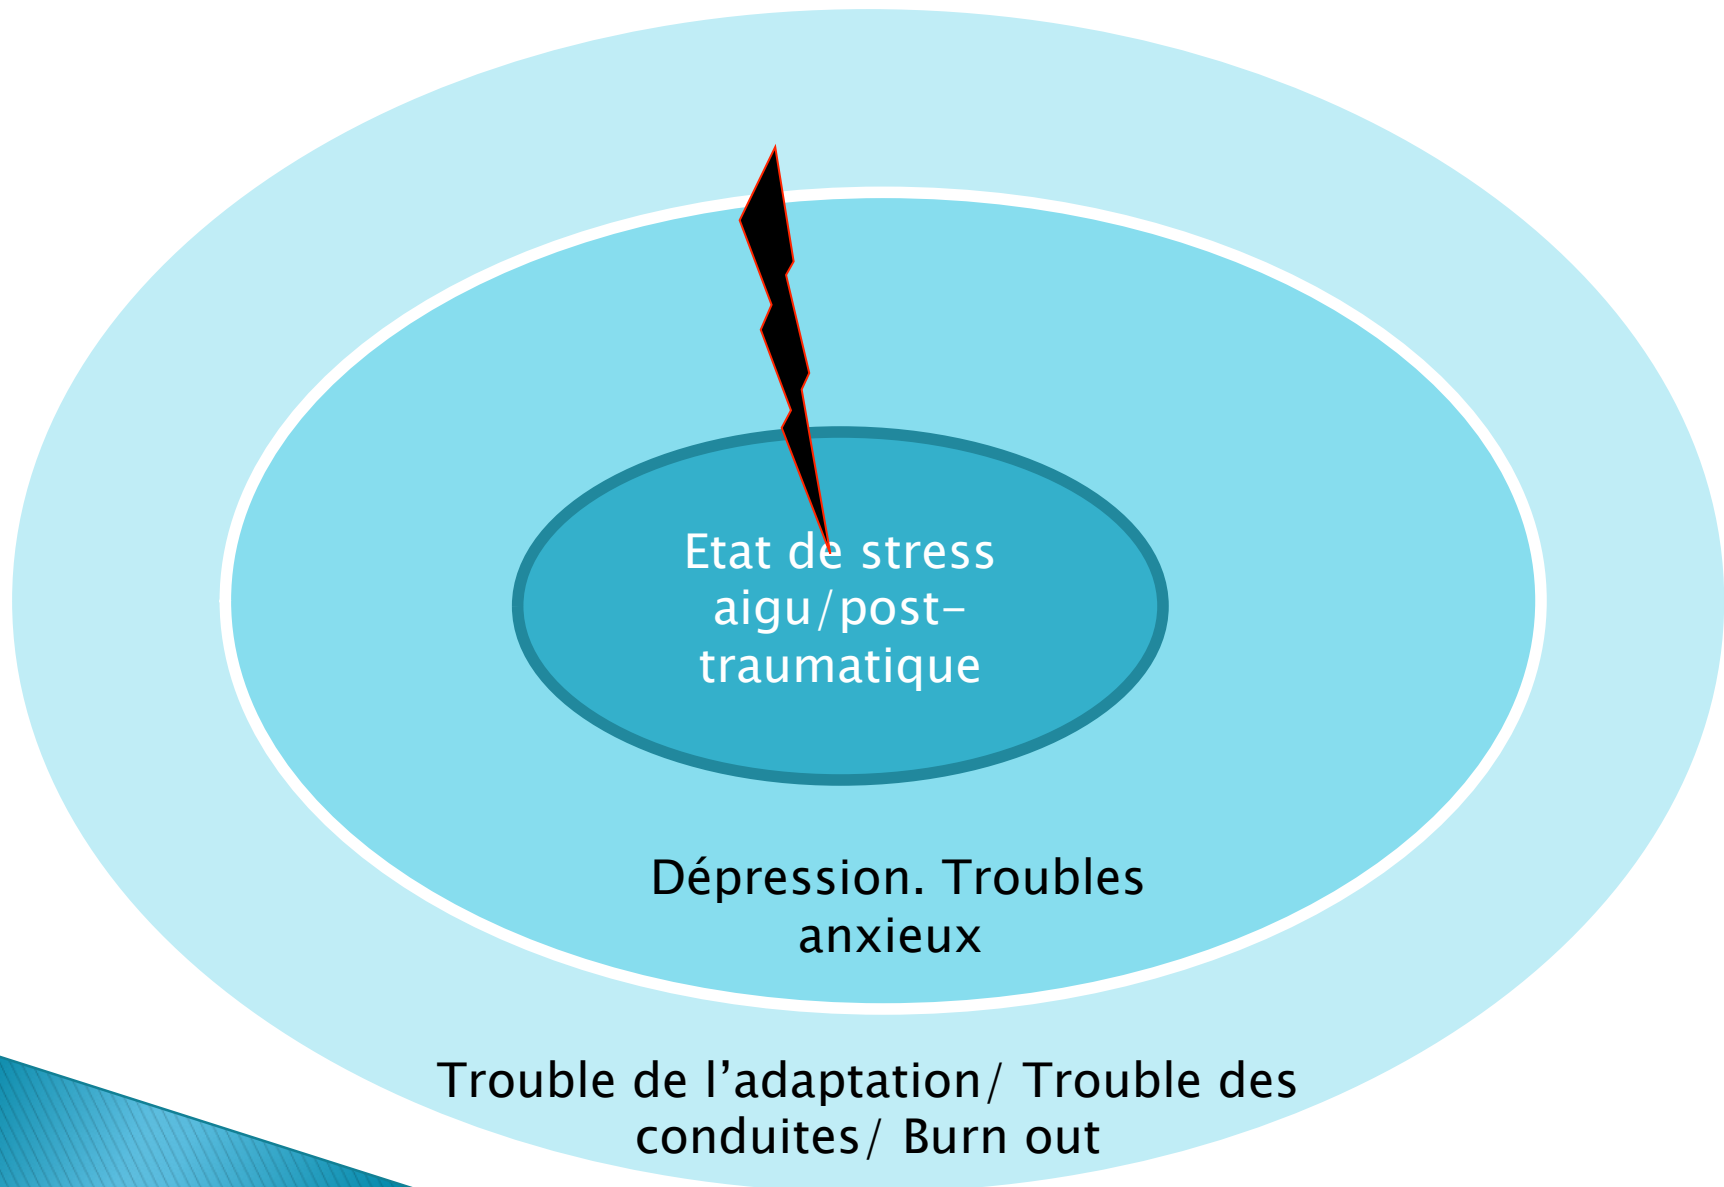 Etat de stress
aigu/post-
traumatique
Dépression. Troubles
anxieux
Trouble de l’adaptation/ Trouble des
conduites/ Burn out